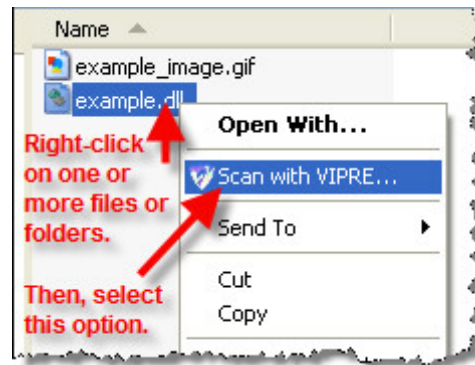 Name
example_image.gif
example.dll
Open With...
Right-click
on one or
more files or
folders.
Scan with VIPRE...
Send To
Then, select
this option.
Cut
Copy